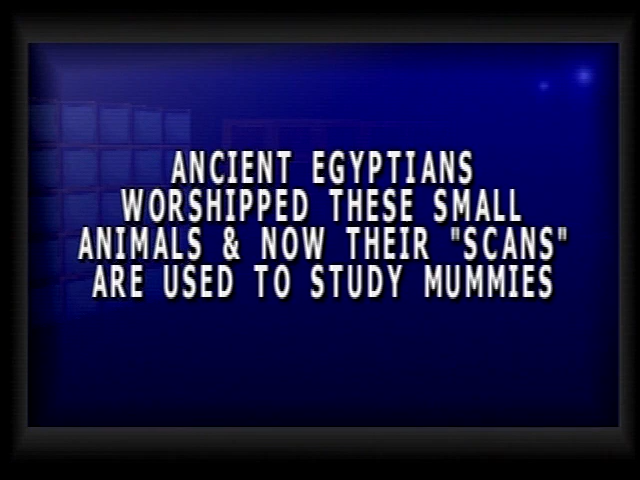 ANCIENT EGYPTIANS
WORSHIPPED THESE SMALL
ANIMALS & NOW THEIR "SCANS"
ARE USED TO STUDY MUMMIES